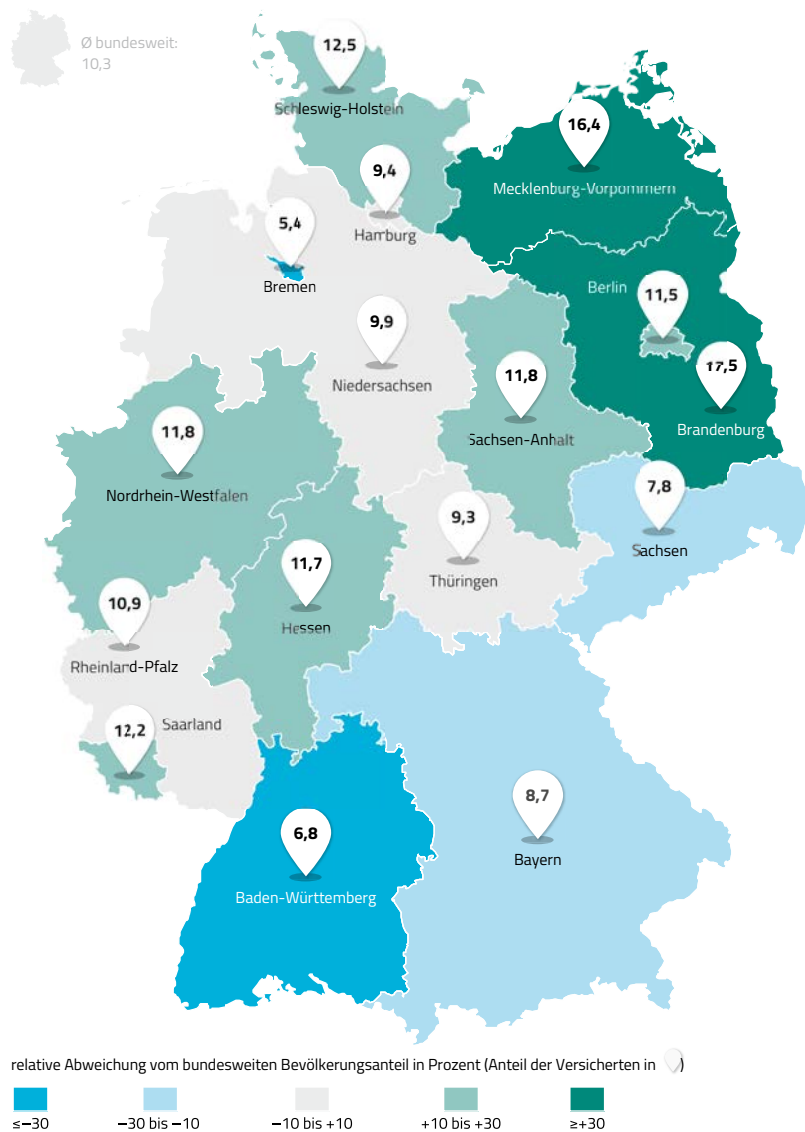 Ø bundesweit:
10,3
12,5
Schleswig-Holstein
16,4
Mecklenburg-Vorpommern
9,4
Hamburg
5,4
Bremen
Berlin
11,5
9,9
Niedersachsen
11,8
Sachsen-Anhalt
17,5
Brandenburg
11,8
Nordrhein-Westfalen
7,8
Sachsen
9,3
Thüringen
11,7
Hessen
10,9
Rheinland-Pfalz
12,2
Saarland
8,7
Bayern
6,8
Baden-Württemberg
relative Abweichung vom bundesweiten Bevölkerungsanteil in Prozent (Anteil der Versicherten in )
≤−30 −30 bis −10 −10 bis +10 +10 bis +30 ≥+30